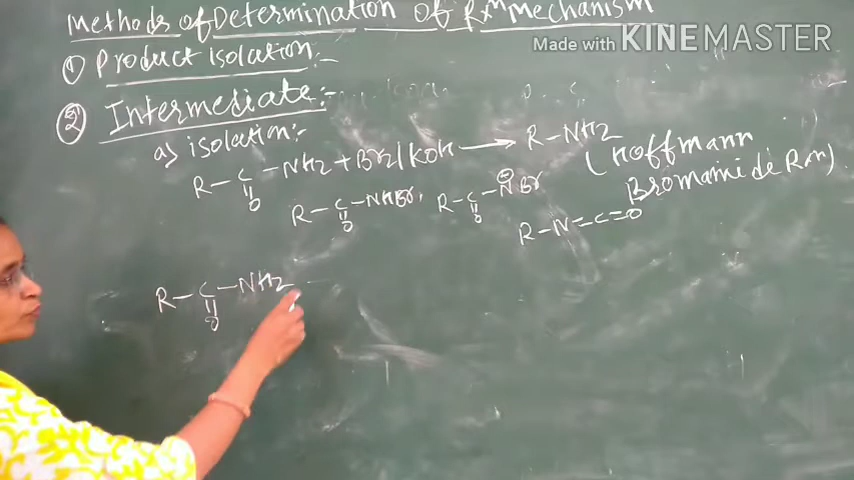 Methods of Determination of Rxn Mechanism
Made with KINEMASTER
① Product isolation:-
② Intermediate:-
a) isolation:-
R-C-NH2 + Br2/KOH → R-NH2
O
(Hoffmann
Bromamide Rxn)
R-C-NHBr, R-C-N⊖Br
O O
R-N=C=O
R-C-NH2
O